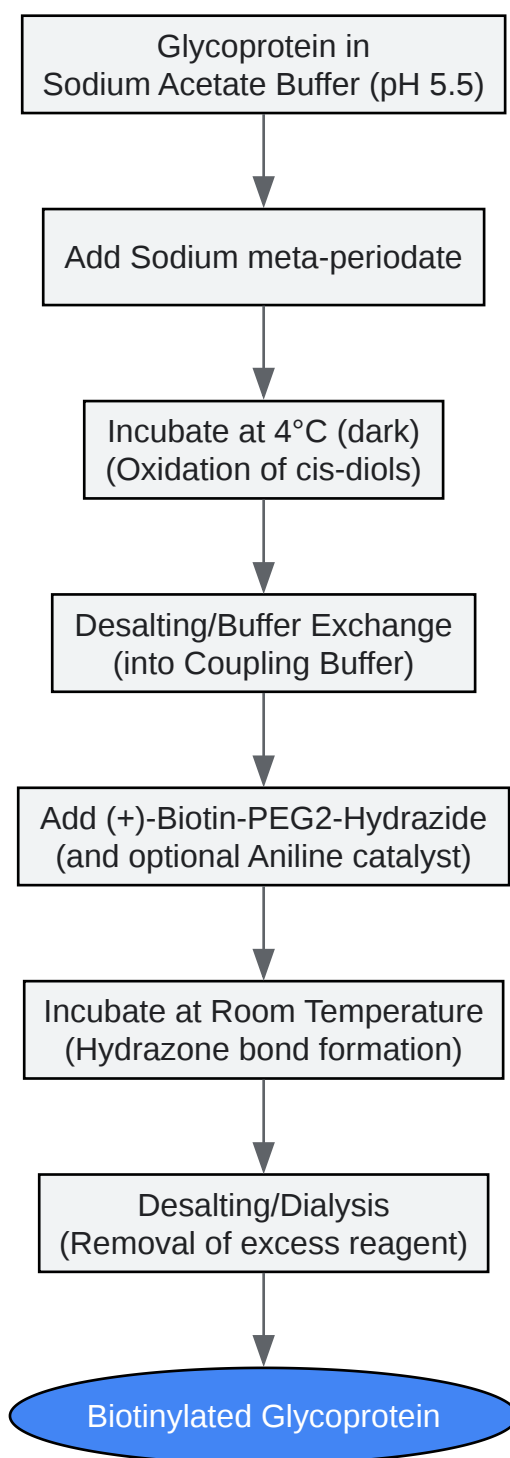 Glycoprotein in
Sodium Acetate Buffer (pH 5.5)
Add Sodium meta-periodate
Incubate at 4°C (dark)
(Oxidation of cis-diols)
Desalting/Buffer Exchange
(into Coupling Buffer)
Add (+)-Biotin-PEG2-Hydrazide
(and optional Aniline catalyst)
Incubate at Room Temperature
(Hydrazone bond formation)
Desalting/Dialysis
(Removal of excess reagent)
Biotinylated Glycoprotein